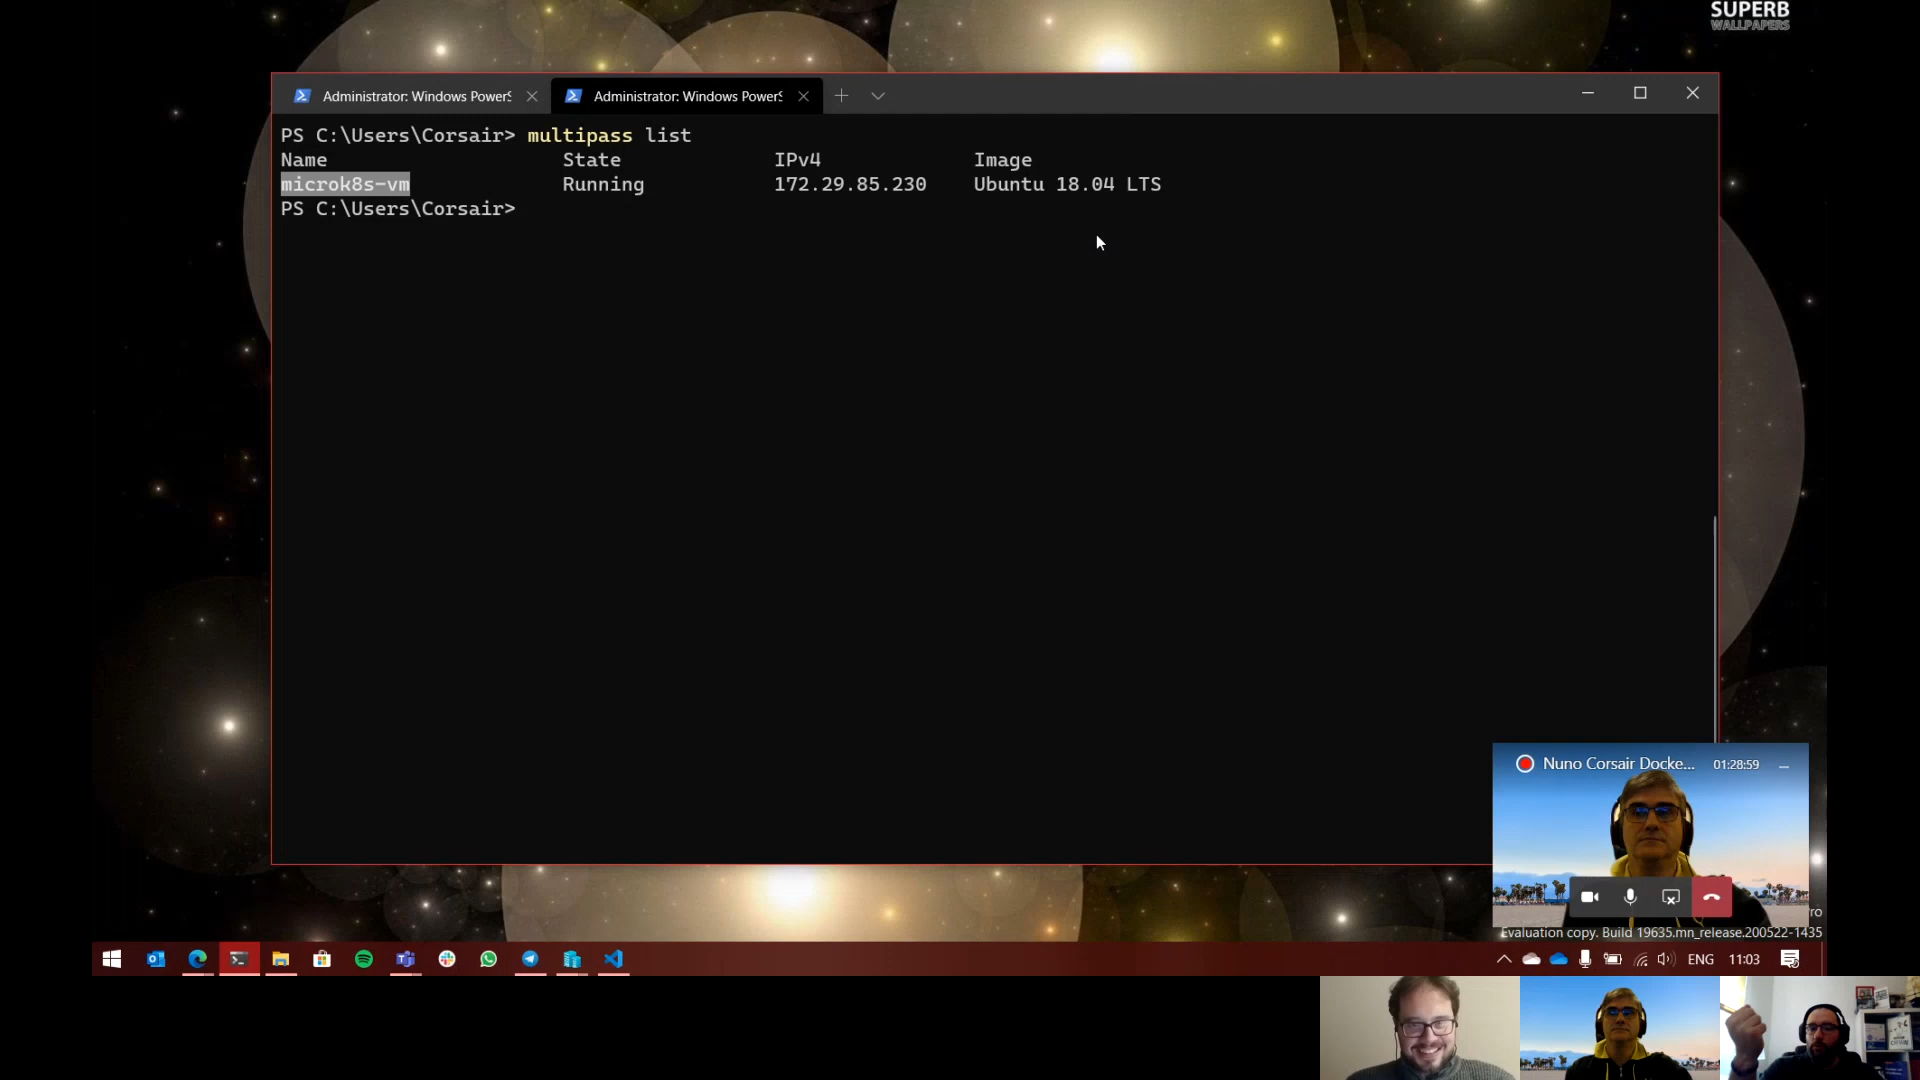 SUPERB
WALLPAPERS
Administrator: Windows PowerS
Administrator: Windows PowerS
PS C:\Users\Corsair> multipass list
Name State IPv4 Image
microk8s-vm Running 172.29.85.230 Ubuntu 18.04 LTS
PS C:\Users\Corsair>
Nuno Corsair Docke... 01:28:59
ro
Evaluation copy. Build 19635.mn_release.200522-1435
ENG 11:03